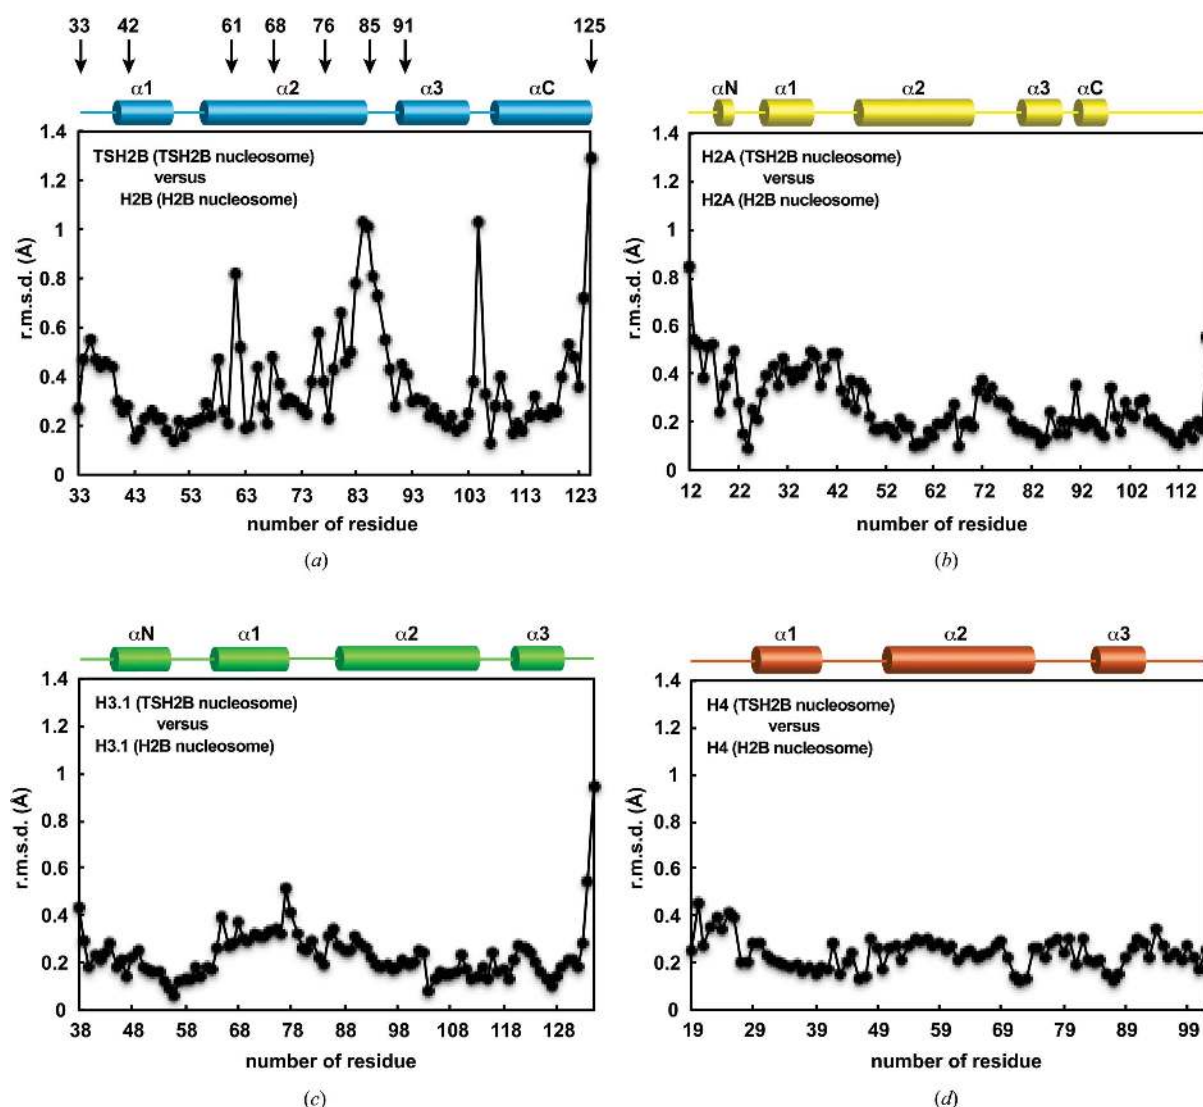 33 42 61 68 76 85 91 125
α1 α2 α3 αC
1.4
1.2
1
0.8
0.6
0.4
0.2
0
r.m.s.d. (Å)
TSH2B (TSH2B nucleosome)
versus
H2B (H2B nucleosome)
33 43 53 63 73 83 93 103 113 123
number of residue
(a)
αN α1 α2 α3 αC
1.4
1.2
1
0.8
0.6
0.4
0.2
0
r.m.s.d. (Å)
H2A (TSH2B nucleosome)
versus
H2A (H2B nucleosome)
12 22 32 42 52 62 72 82 92 102 112
number of residue
(b)
αN α1 α2 α3
1.4
1.2
1
0.8
0.6
0.4
0.2
0
r.m.s.d. (Å)
H3.1 (TSH2B nucleosome)
versus
H3.1 (H2B nucleosome)
38 48 58 68 78 88 98 108 118 128
number of residue
(c)
α1 α2 α3
1.4
1.2
1
0.8
0.6
0.4
0.2
0
r.m.s.d. (Å)
H4 (TSH2B nucleosome)
versus
H4 (H2B nucleosome)
19 29 39 49 59 69 79 89 99
number of residue
(d)